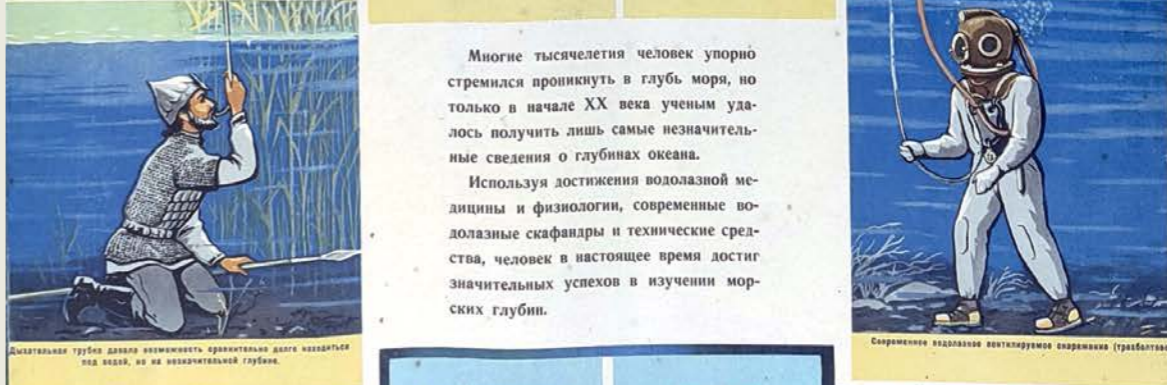 Многие тысячелетия человек упорно
стремился проникнуть в глубь моря, но
только в начале XX века ученым уда-
лось получить лишь самые незначитель-
ные сведения о глубинах океана.
Используя достижения водолазной ме-
дицины и физиологии, современные во-
долазные скафандры и технические сред-
ства, человек в настоящее время достиг
значительных успехов в изучении мор-
ских глубин.
Дыхательная трубка давала возможность сравнительно долго находиться
под водой, но на незначительной глубине.
Современное водолазное вентилируемое снаряжение (трехболтовое